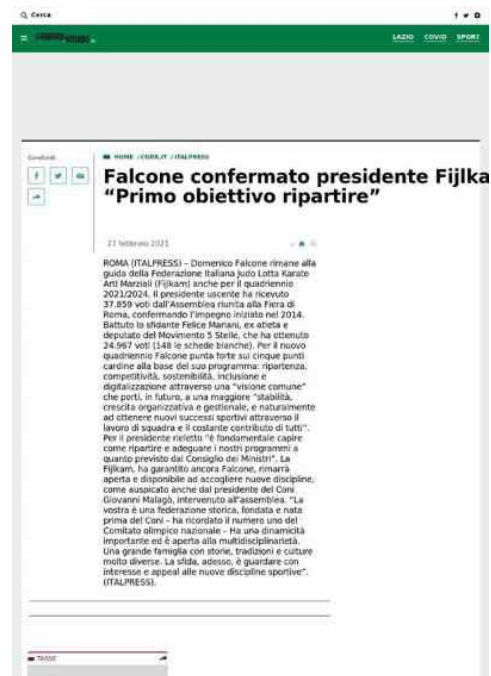 Cerca
LAZIO COVID SPORT
Condividi
HOME / CORR.IT / ITALPRESS
Falcone confermato presidente Fijlka
“Primo obiettivo ripartire”
27 febbraio 2021
ROMA (ITALPRESS) – Domenico Falcone rimane alla
guida della Federazione Italiana Judo Lotta Karate
Arti Marziali (Fijlkam) anche per il quadriennio
2021/2024. Il presidente uscente ha ricevuto
37.859 voti dall’Assemblea riunita alla Fiera di
Roma, confermando l’impegno iniziato nel 2014.
Battuto lo sfidante Felice Mariani, ex atleta e
deputato del Movimento 5 Stelle, che ha ottenuto
24.967 voti (148 le schede bianche). Per il nuovo
quadriennio Falcone punta forte sui cinque punti
cardine alla base del suo programma: ripartenza,
competitività, sostenibilità, inclusione e
digitalizzazione attraverso una “visione comune”
che porti, in futuro, a una maggiore “stabilità,
crescita organizzativa e gestionale, e naturalmente
ad ottenere nuovi successi sportivi attraverso il
lavoro di squadra e il costante contributo di tutti”.
Per il presidente rieletto “è fondamentale capire
come ripartire e adeguare i nostri programmi a
quanto previsto dal Consiglio dei Ministri”. La
Fijlkam, ha garantito ancora Falcone, rimarrà
aperta e disponibile ad accogliere nuove discipline,
come auspicato anche dal presidente del Coni
Giovanni Malagò, intervenuto all’assemblea. “La
vostra è una federazione storica, fondata e nata
prima del Coni – ha ricordato il numero uno del
Comitato olimpico nazionale – Ha una dinamicità
importante ed è aperta alla multidisciplinarietà.
Una grande famiglia con storie, tradizioni e culture
molto diverse. La sfida, adesso, è guardare con
interesse e appeal alle nuove discipline sportive”.
(ITALPRESS).